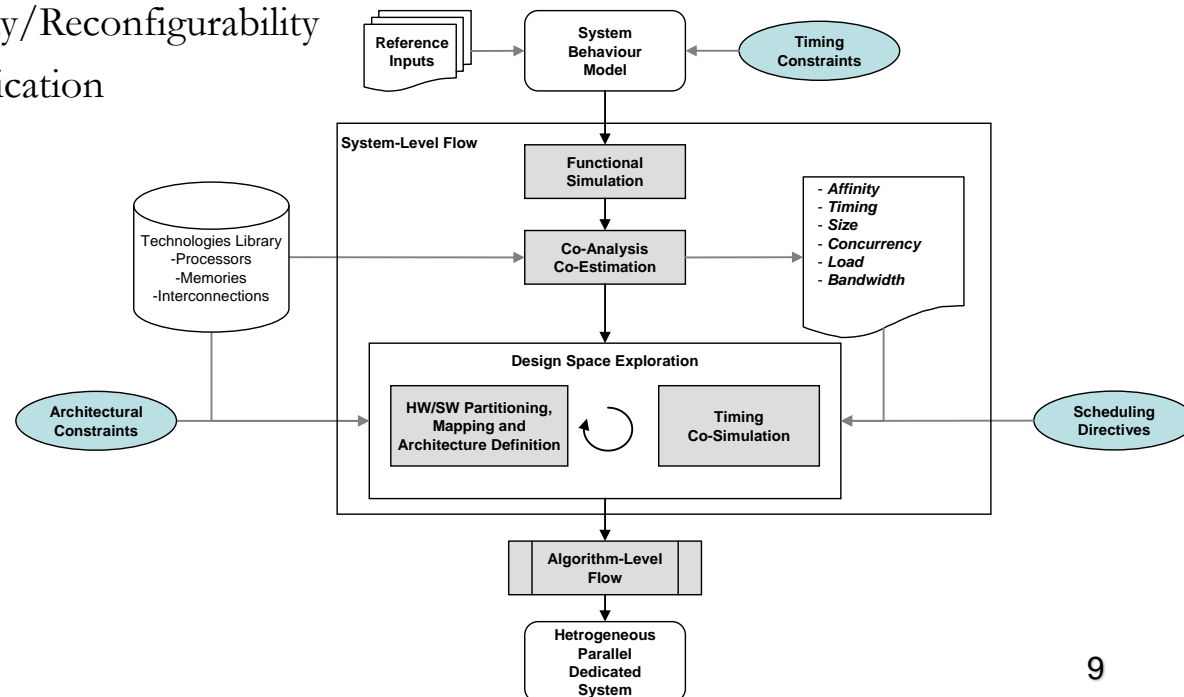 y/Reconfigurability
ication
Reference
Inputs
System
Behaviour
Model
Timing
Constraints
System-Level Flow
Functional
Simulation
Technologies Library
-Processors
-Memories
-Interconnections
Co-Analysis
Co-Estimation
- Affinity
- Timing
- Size
- Concurrency
- Load
- Bandwidth
Design Space Exploration
Architectural
Constraints
HW/SW Partitioning,
Mapping and
Architecture Definition
Timing
Co-Simulation
Scheduling
Directives
Algorithm-Level
Flow
Hetrogeneous
Parallel
Dedicated
System
9